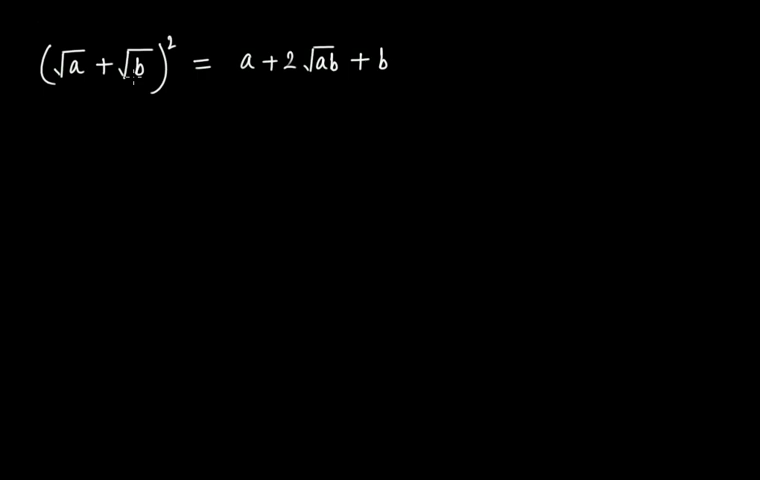 (√a + √b)² = a + 2√ab + b